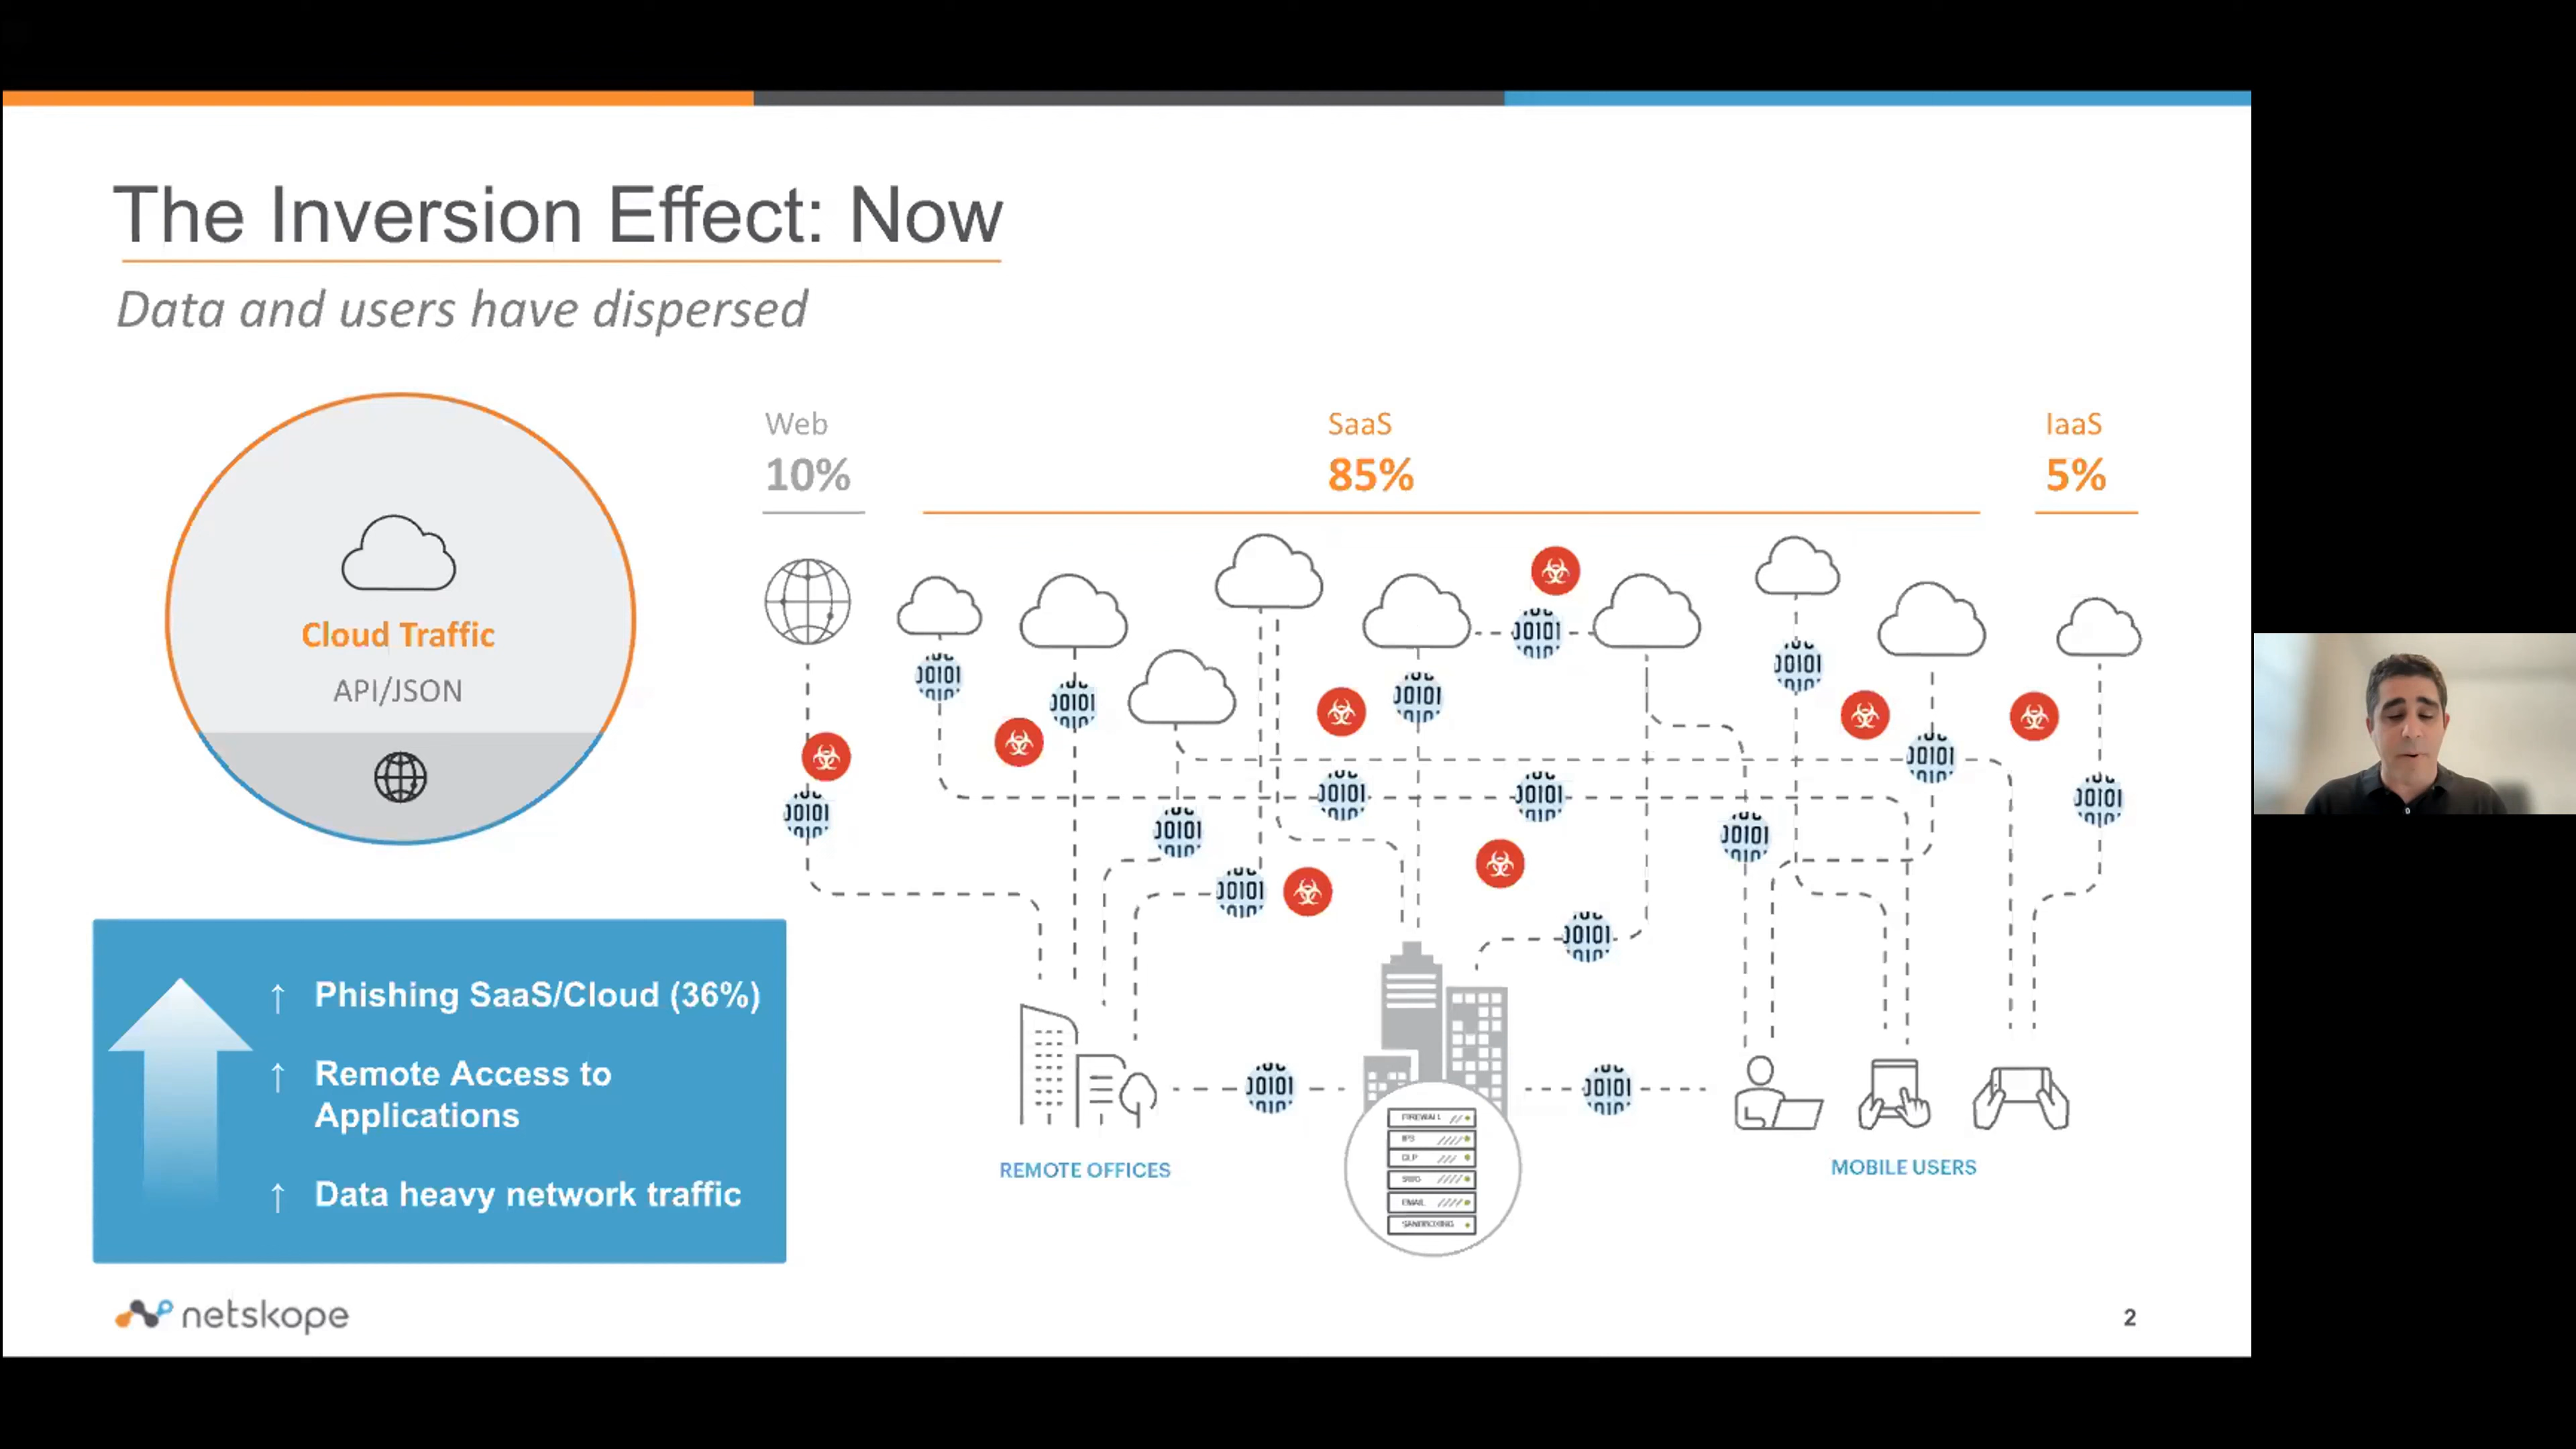 The Inversion Effect: Now
Data and users have dispersed
Web
10%
SaaS
85%
IaaS
5%
Cloud Traffic
API/JSON
↑ Phishing SaaS/Cloud (36%)
↑ Remote Access to
Applications
↑ Data heavy network traffic
REMOTE OFFICES
FIREWALL
IPS
DLP
SWG
EMAIL
SANDBOXING
MOBILE USERS
netskope
2